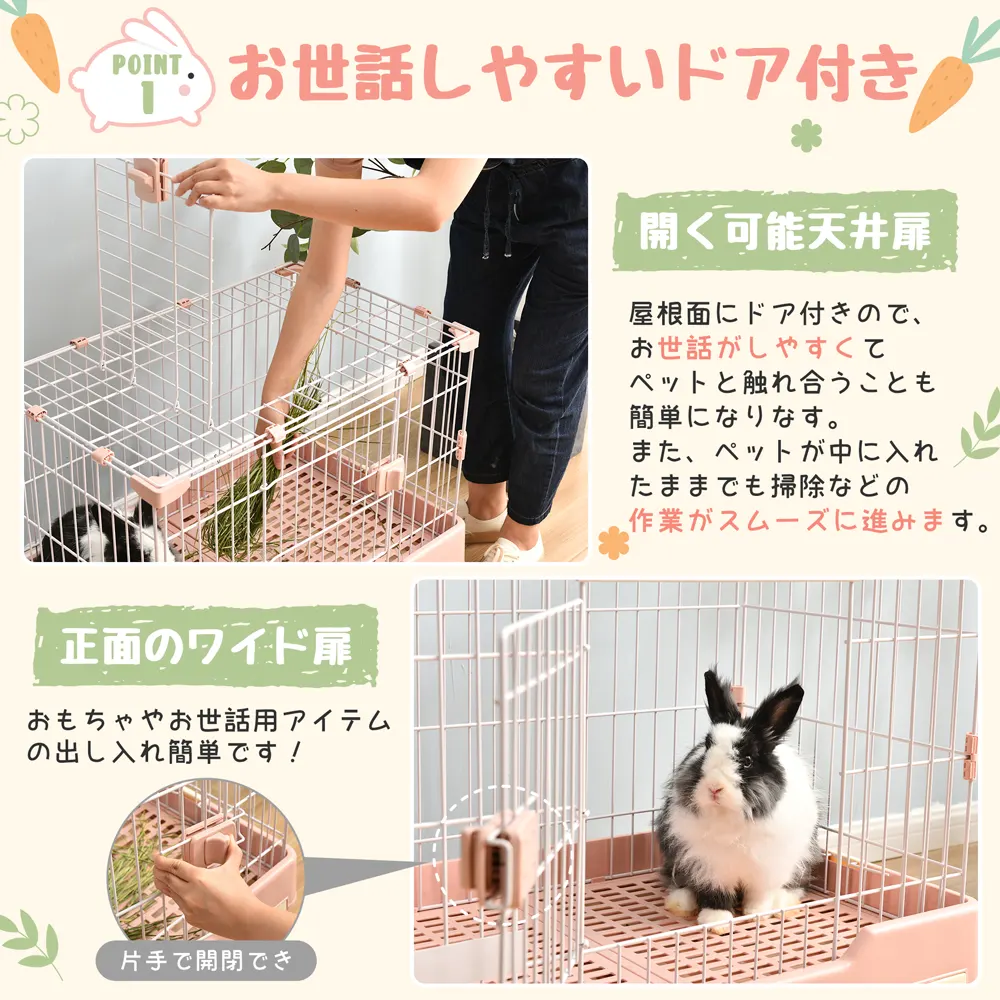 POINT
1
お世話しやすいドア付き
開く可能天井扉
屋根面にドア付きので、
お世話がしやすくて
ペットと触れ合うことも
簡単になりなす。
また、ペットが中に入れ
たままでも掃除などの
作業がスムーズに進みます。
正面のワイド扉
おもちゃやお世話用アイテム
の出し入れ簡単です！
片手で開閉でき